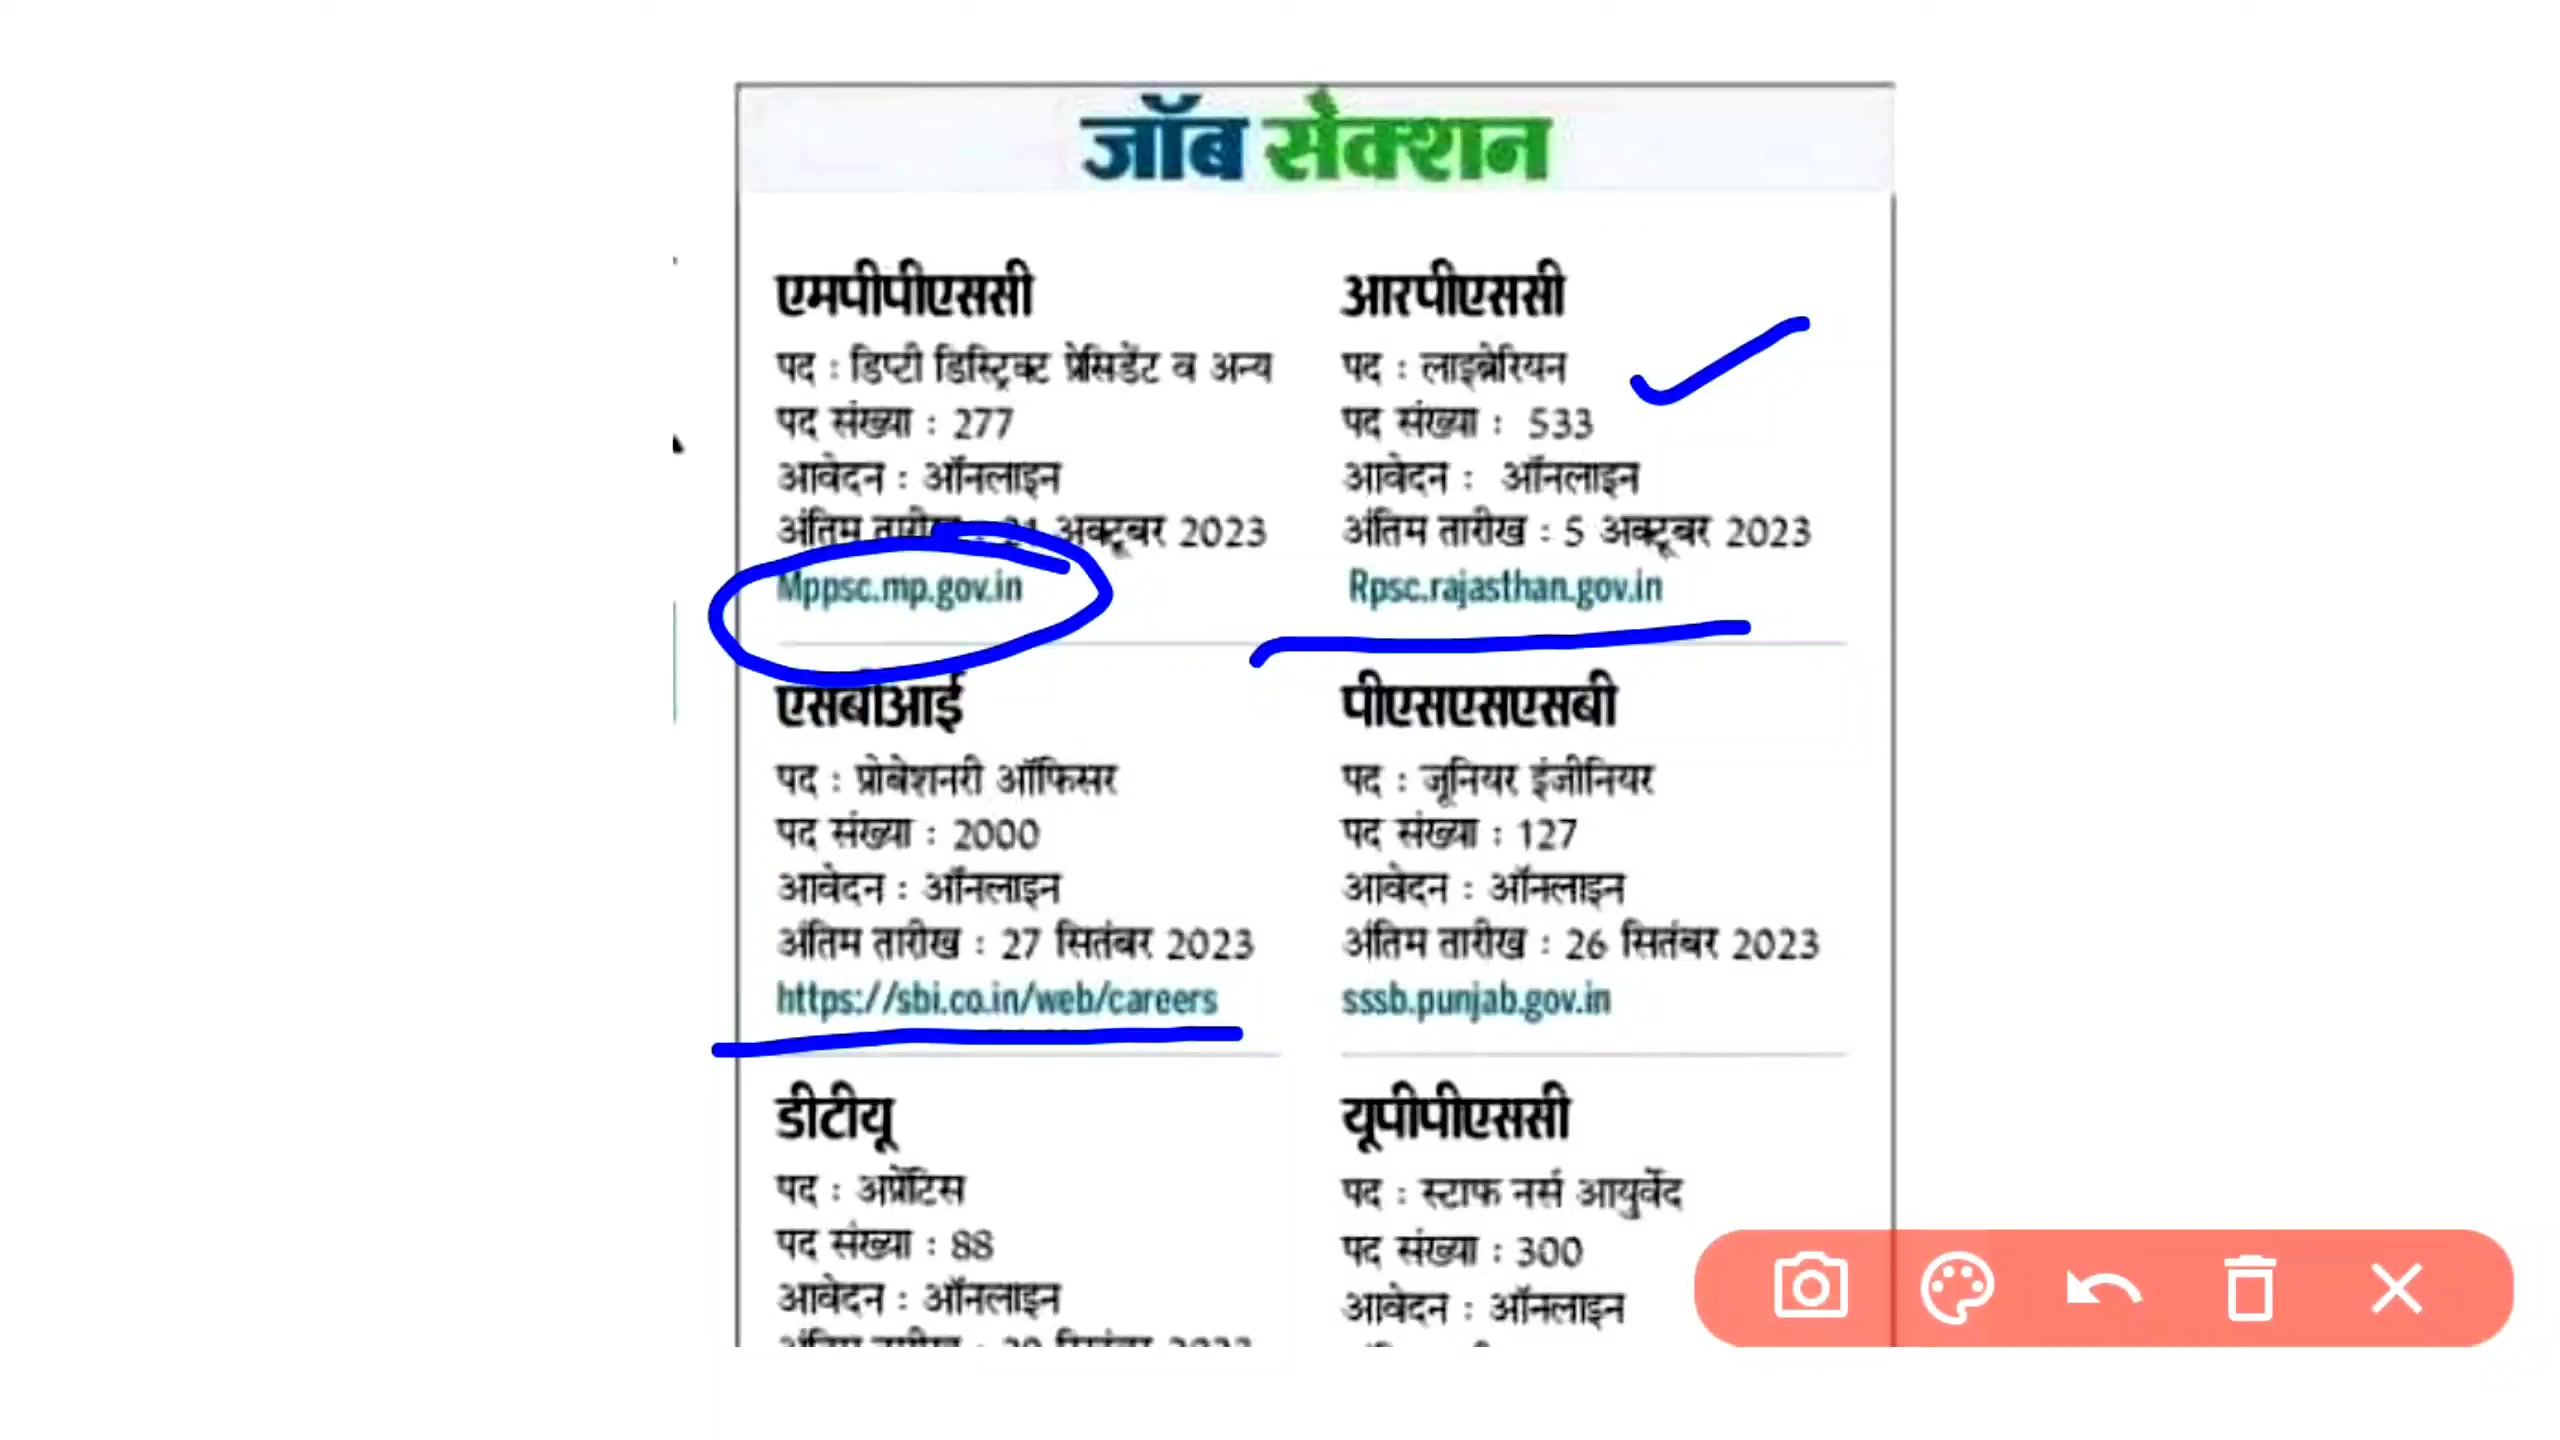 जॉब सेक्शन
एमपीपीएससी
पद : डिप्टी डिस्ट्रिक्ट प्रेसिडेंट व अन्य
पद संख्या : 277
आवेदन : ऑनलाइन
अंतिम तारीख : अक्टूबर 2023
Mppsc.mp.gov.in
आरपीएससी
पद : लाइब्रेरियन
पद संख्या : 533
आवेदन : ऑनलाइन
अंतिम तारीख : 5 अक्टूबर 2023
Rpsc.rajasthan.gov.in
एसबीआई
पद : प्रोबेशनरी ऑफिसर
पद संख्या : 2000
आवेदन : ऑनलाइन
अंतिम तारीख : 27 सितंबर 2023
https://sbi.co.in/web/careers
पीएसएसएसबी
पद : जूनियर इंजीनियर
पद संख्या : 127
आवेदन : ऑनलाइन
अंतिम तारीख : 26 सितंबर 2023
sssb.punjab.gov.in
डीटीयू
पद : अप्रेंटिस
पद संख्या : 88
आवेदन : ऑनलाइन
यूपीपीएससी
पद : स्टाफ नर्स आयुर्वेद
पद संख्या : 300
आवेदन : ऑनलाइन